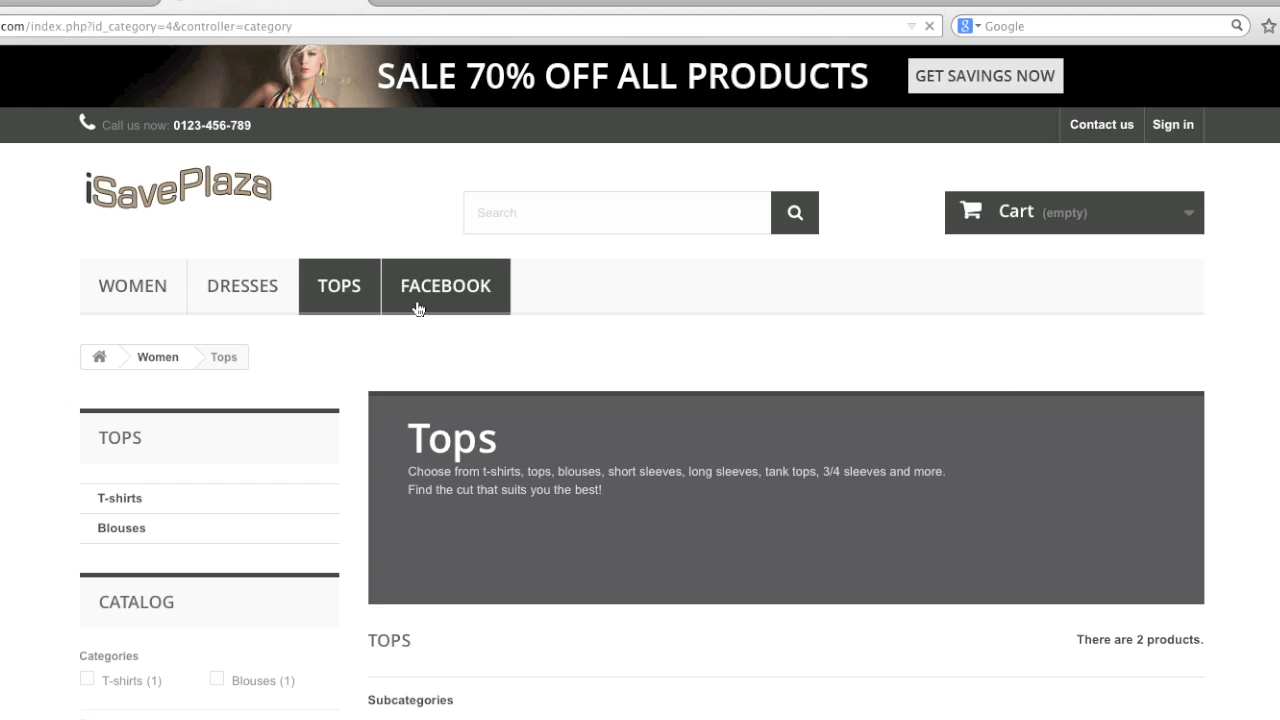 com/index.php?id_category=4&controller=category
Google
SALE 70% OFF ALL PRODUCTS
GET SAVINGS NOW
Call us now: 0123-456-789
Contact us
Sign in
iSavePlaza
Search
Cart (empty)
WOMEN
DRESSES
TOPS
FACEBOOK
Women
Tops
TOPS
T-shirts
Blouses
CATALOG
Categories
T-shirts (1)
Blouses (1)
Tops
Choose from t-shirts, tops, blouses, short sleeves, long sleeves, tank tops, 3/4 sleeves and more.
Find the cut that suits you the best!
TOPS
There are 2 products.
Subcategories